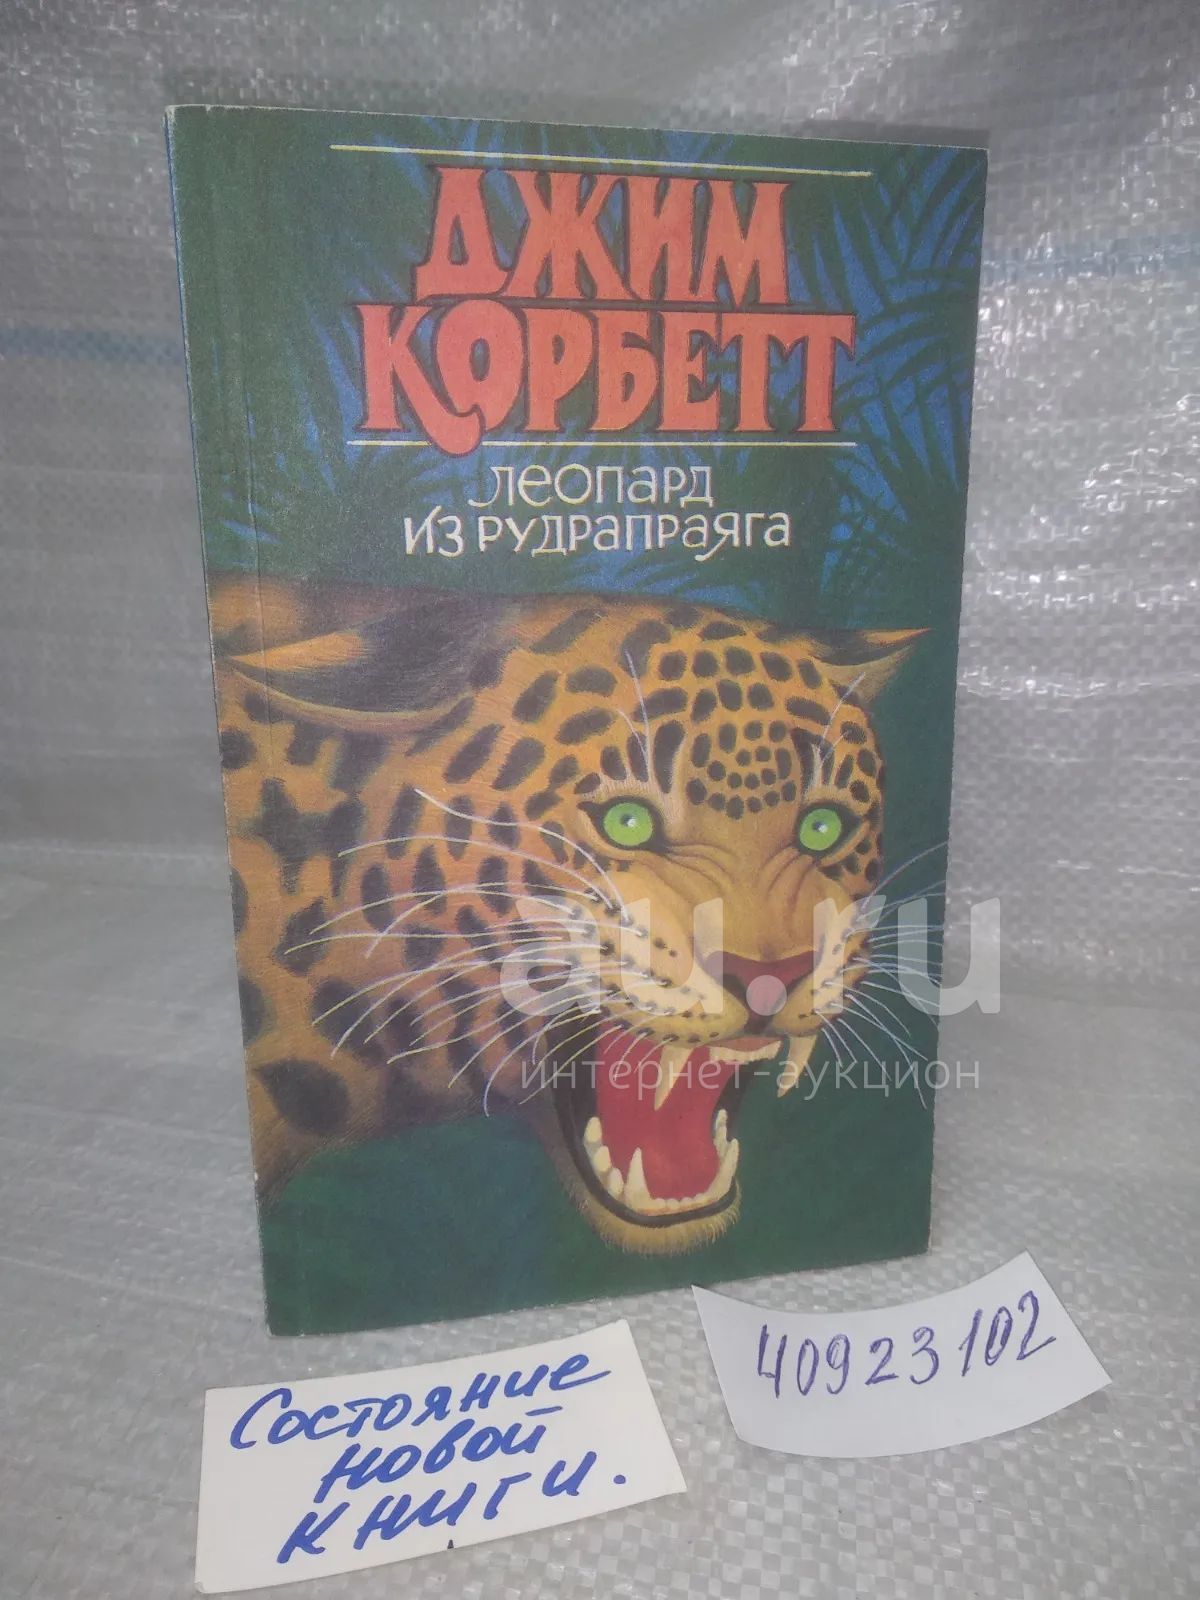 ДЖИМ
КОРБЕТТ
ЛЕОПАРД
ИЗ РУДРАПРАЯГА
au.ru
интернет-аукцион
40923102
Состояние
новой
книги.